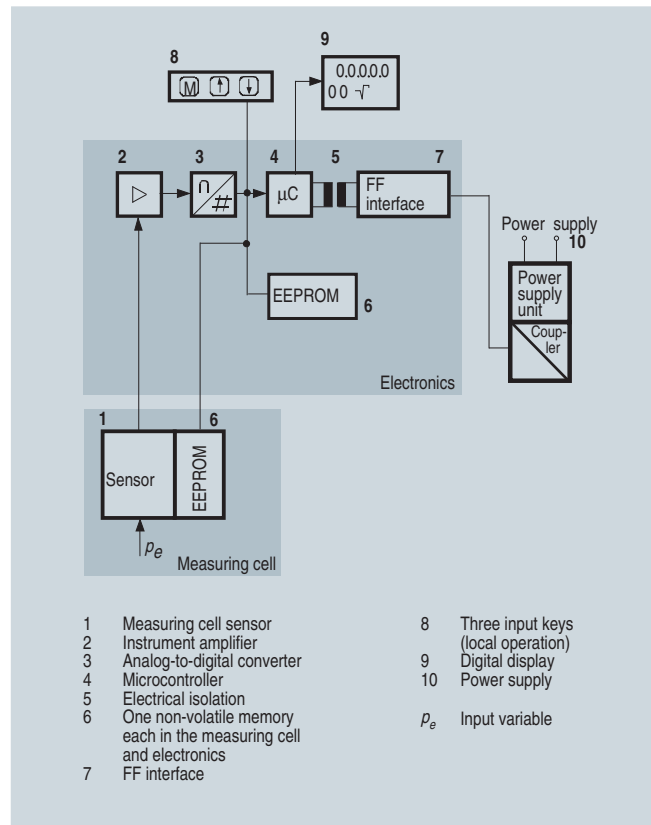 9
8
0.0.0.0.0
0 0 √
M ↑ ↓
2
3
4
5
7
∩
#
µC
FF
interface
Power supply
10
Power
supply
unit
Coup-
ler
EEPROM
6
Electronics
1
6
Sensor
EEPROM
pe
Measuring cell
1 Measuring cell sensor
2 Instrument amplifier
3 Analog-to-digital converter
4 Microcontroller
5 Electrical isolation
6 One non-volatile memory
each in the measuring cell
and electronics
7 FF interface
8 Three input keys
(local operation)
9 Digital display
10 Power supply
pe Input variable